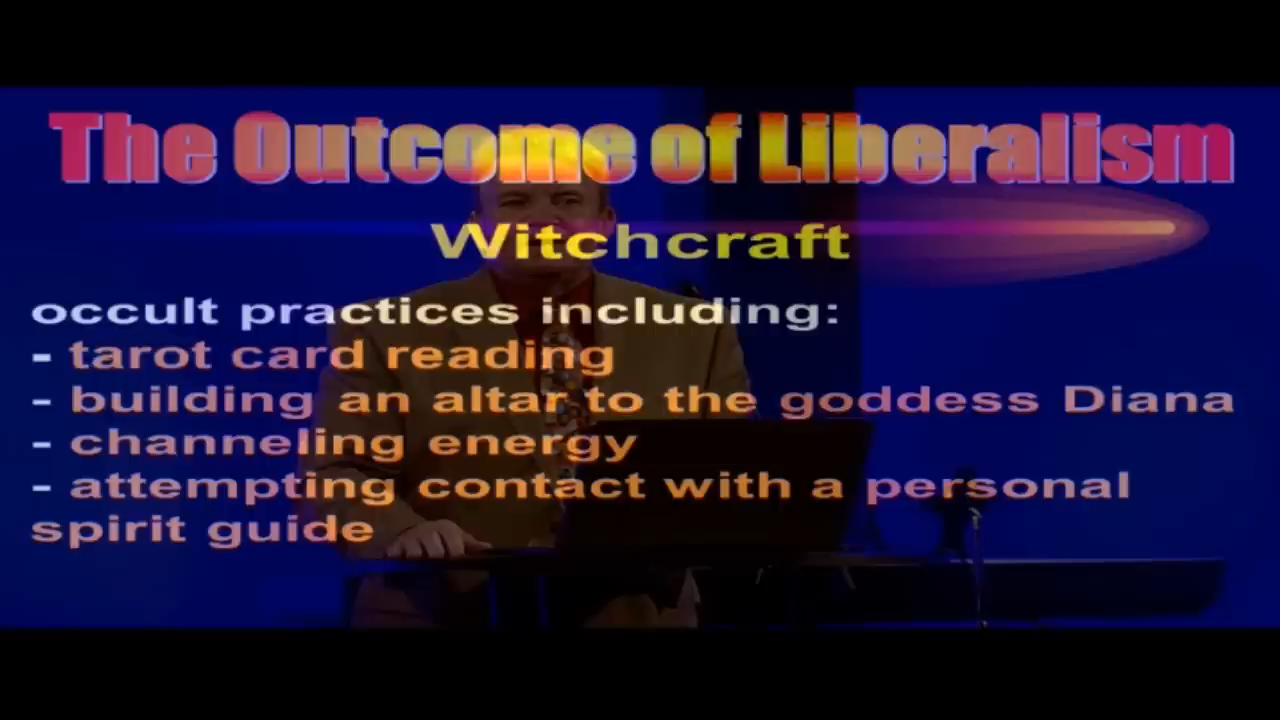 The Outcome of Liberalism
Witchcraft
occult practices including:
- tarot card reading
- building an altar to the goddess Diana
- channeling energy
- attempting contact with a personal
spirit guide